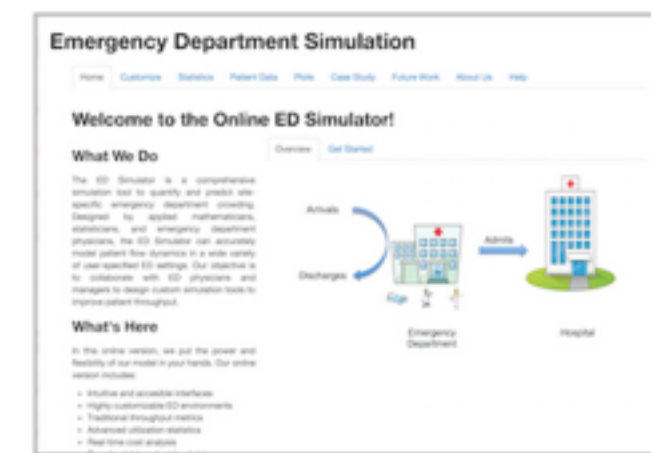 Emergency Department Simulation
Home Customize Statistics Patient Data Plots Case Study Future Work About Us Help
Welcome to the Online ED Simulator!
What We Do
The ED Simulator is a comprehensive
simulation tool to quantify and predict site-
specific emergency department crowding.
Designed by applied mathematicians,
statisticians, and emergency department
physicians, the ED Simulator can accurately
model patient flow dynamics in a wide variety
of user-specified ED settings. Our objective is
to collaborate with ED physicians and
managers to design custom simulation tools to
improve patient throughput.
What's Here
In this online version, we put the power and
flexibility of our model in your hands. Our online
version includes:
• Intuitive and accessible interfaces
• Highly customizable ED environments
• Traditional throughput metrics
• Advanced utilization statistics
• Real-time cost analysis
Overview Get Started
Arrivals
Discharges
Admits
Emergency
Department
Hospital